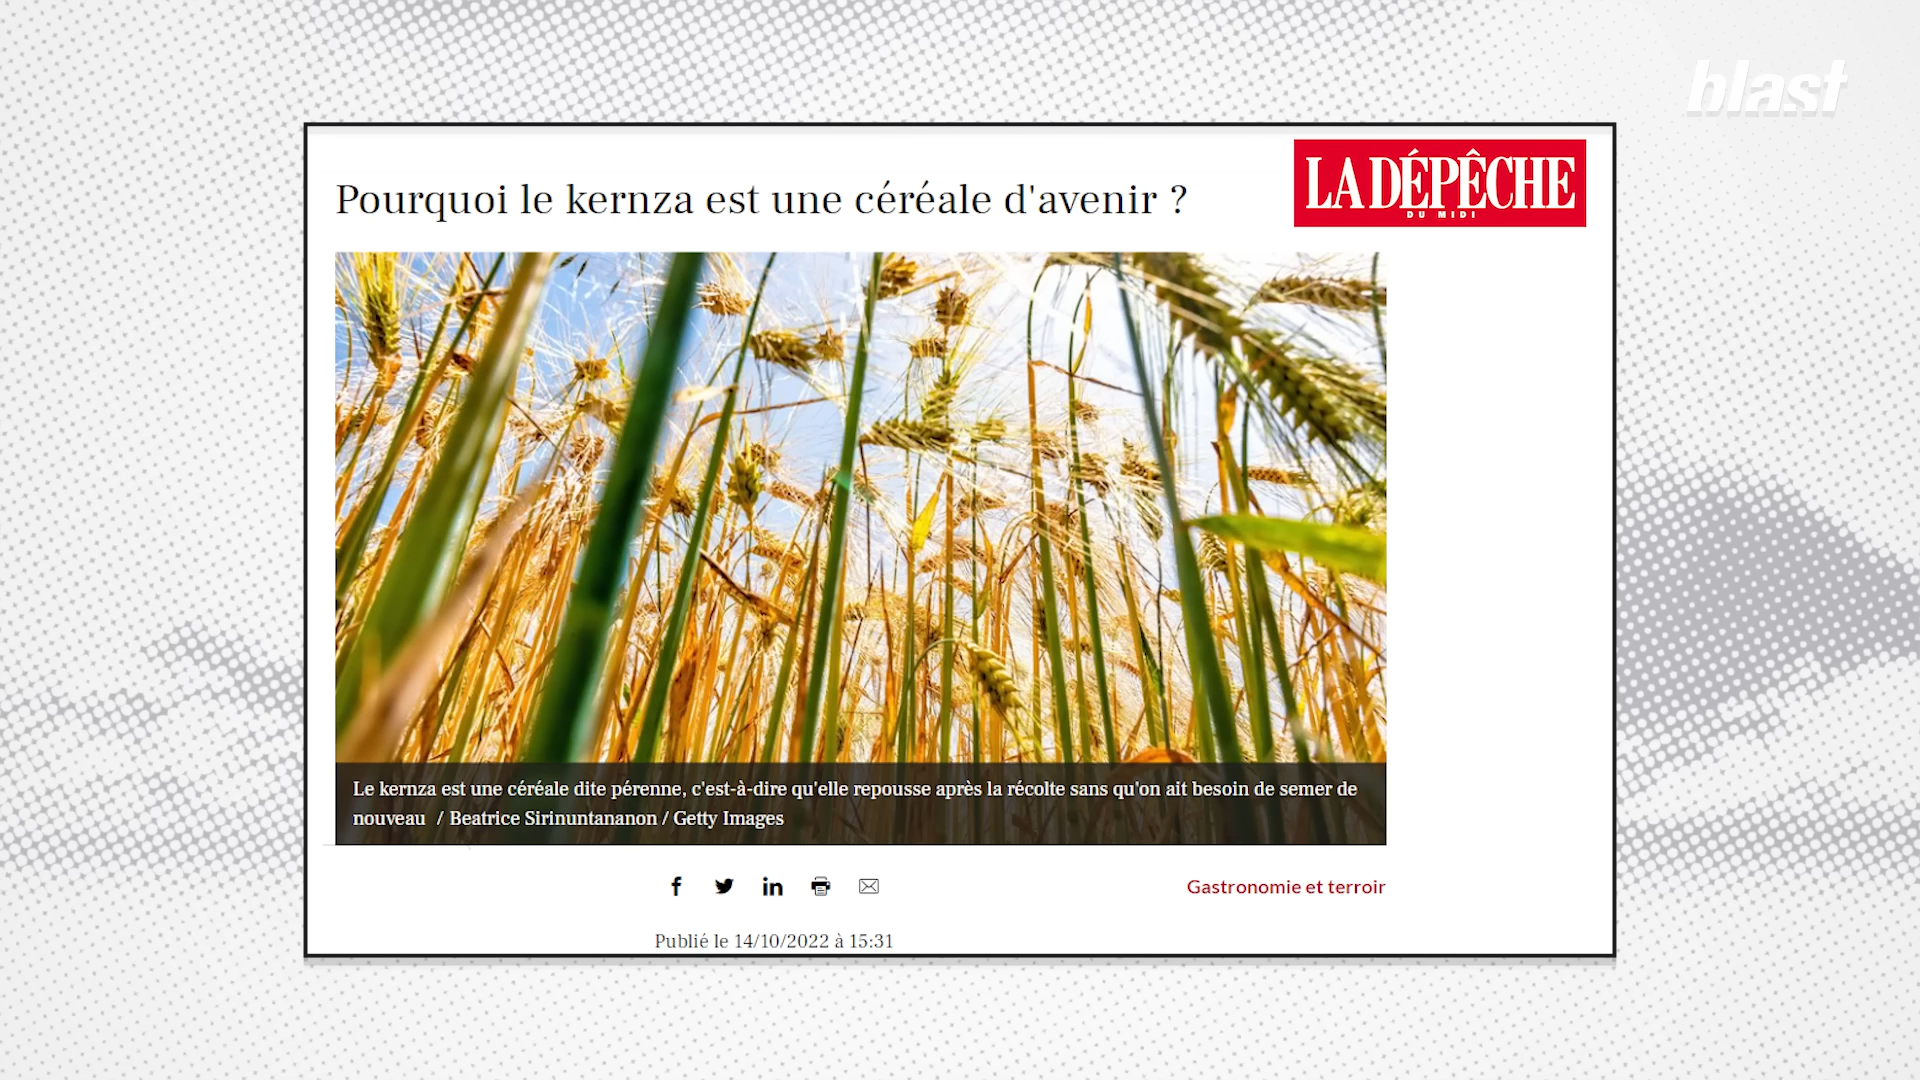 blast
LA DÉPÊCHE
DU MIDI
Pourquoi le kernza est une céréale d'avenir ?
Le kernza est une céréale dite pérenne, c'est-à-dire qu'elle repousse après la récolte sans qu'on ait besoin de semer de
nouveau / Beatrice Sirinuntananon / Getty Images
Gastronomie et terroir
Publié le 14/10/2022 à 15:31